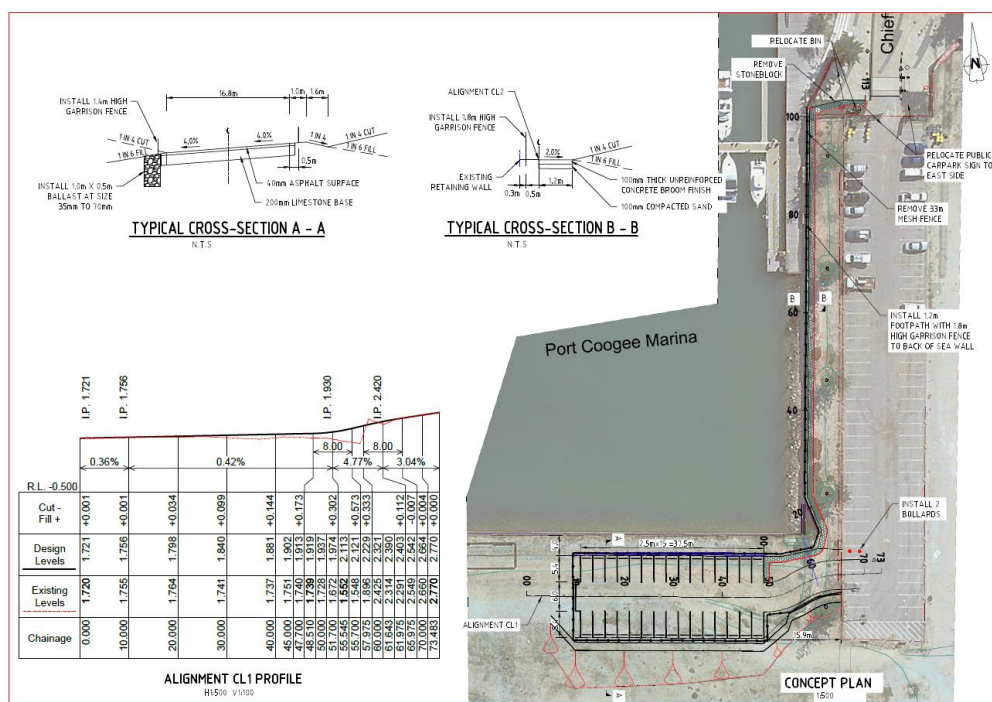 16.8m
1.0m
1.6m
INSTALL 1.4m HIGH
GARRISON FENCE
1 IN 4 CUT
1 IN 6 FILL
4.0%
4.0%
1 IN 4
1 IN 4 CUT
1 IN 6 FILL
0.5m
INSTALL 1.0m X 0.5m
BALLAST AT SIZE
35mm TO 70mm
40mm ASPHALT SURFACE
200mm LIMESTONE BASE
TYPICAL CROSS-SECTION A - A
N.T.S
ALIGNMENT CL2
INSTALL 1.8m HIGH
GARRISON FENCE
2.0%
1 IN 4 CUT
1 IN 6 FILL
EXISTING
RETAINING WALL
0.3m
0.5m
1.2m
100mm THICK UNREINFORCED
CONCRETE BROOM FINISH
100mm COMPACTED SAND
TYPICAL CROSS-SECTION B - B
N.T.S
RELOCATE BIN
REMOVE
STONEBLOCK
Chief
N
113
100
RELOCATE PUBLIC
CARPARK SIGN TO
EAST SIDE
REMOVE 33m
MESH FENCE
80
B
B
60
INSTALL 1.2m
FOOTPATH WITH 1.8m
HIGH GARRISON FENCE
TO BACK OF SEA WALL
Port Coogee Marina
40
20
INSTALL 2
BOLLARDS
00
60
70
73
A
2.5m×15 =37.5m
5.4
6.0
00
10
20
30
40
50
ALIGNMENT CL1
15.9m
A
CONCEPT PLAN
1:500
I.P. 1.721
I.P. 1.756
I.P. 1.930
I.P. 2.420
8.00
8.00
0.36%
0.42%
4.77%
3.04%
R.L. -0.500
Cut -
Fill +
+0.001 +0.001 +0.034 +0.099 +0.144 +0.173 +0.302 +0.573 +0.333 +0.112 -0.007 +0.004 +0.000
Design
Levels
1.721 1.756 1.798 1.840 1.881 1.902 1.913 1.919 1.937 1.974 2.113 2.121 2.229 2.321 2.390 2.403 2.542 2.664 2.770
Existing
Levels
1.720 1.755 1.764 1.741 1.737 1.751 1.740 1.739 1.728 1.672 1.552 1.548 1.896 2.425 2.314 2.291 2.549 2.660 2.770
Chainage
0.000 10.000 20.000 30.000 40.000 45.000 47.700 48.510 50.000 51.700 55.545 55.700 57.975 60.000 61.643 61.975 65.975 70.000 73.483
ALIGNMENT CL1 PROFILE
H1:500 V1:100